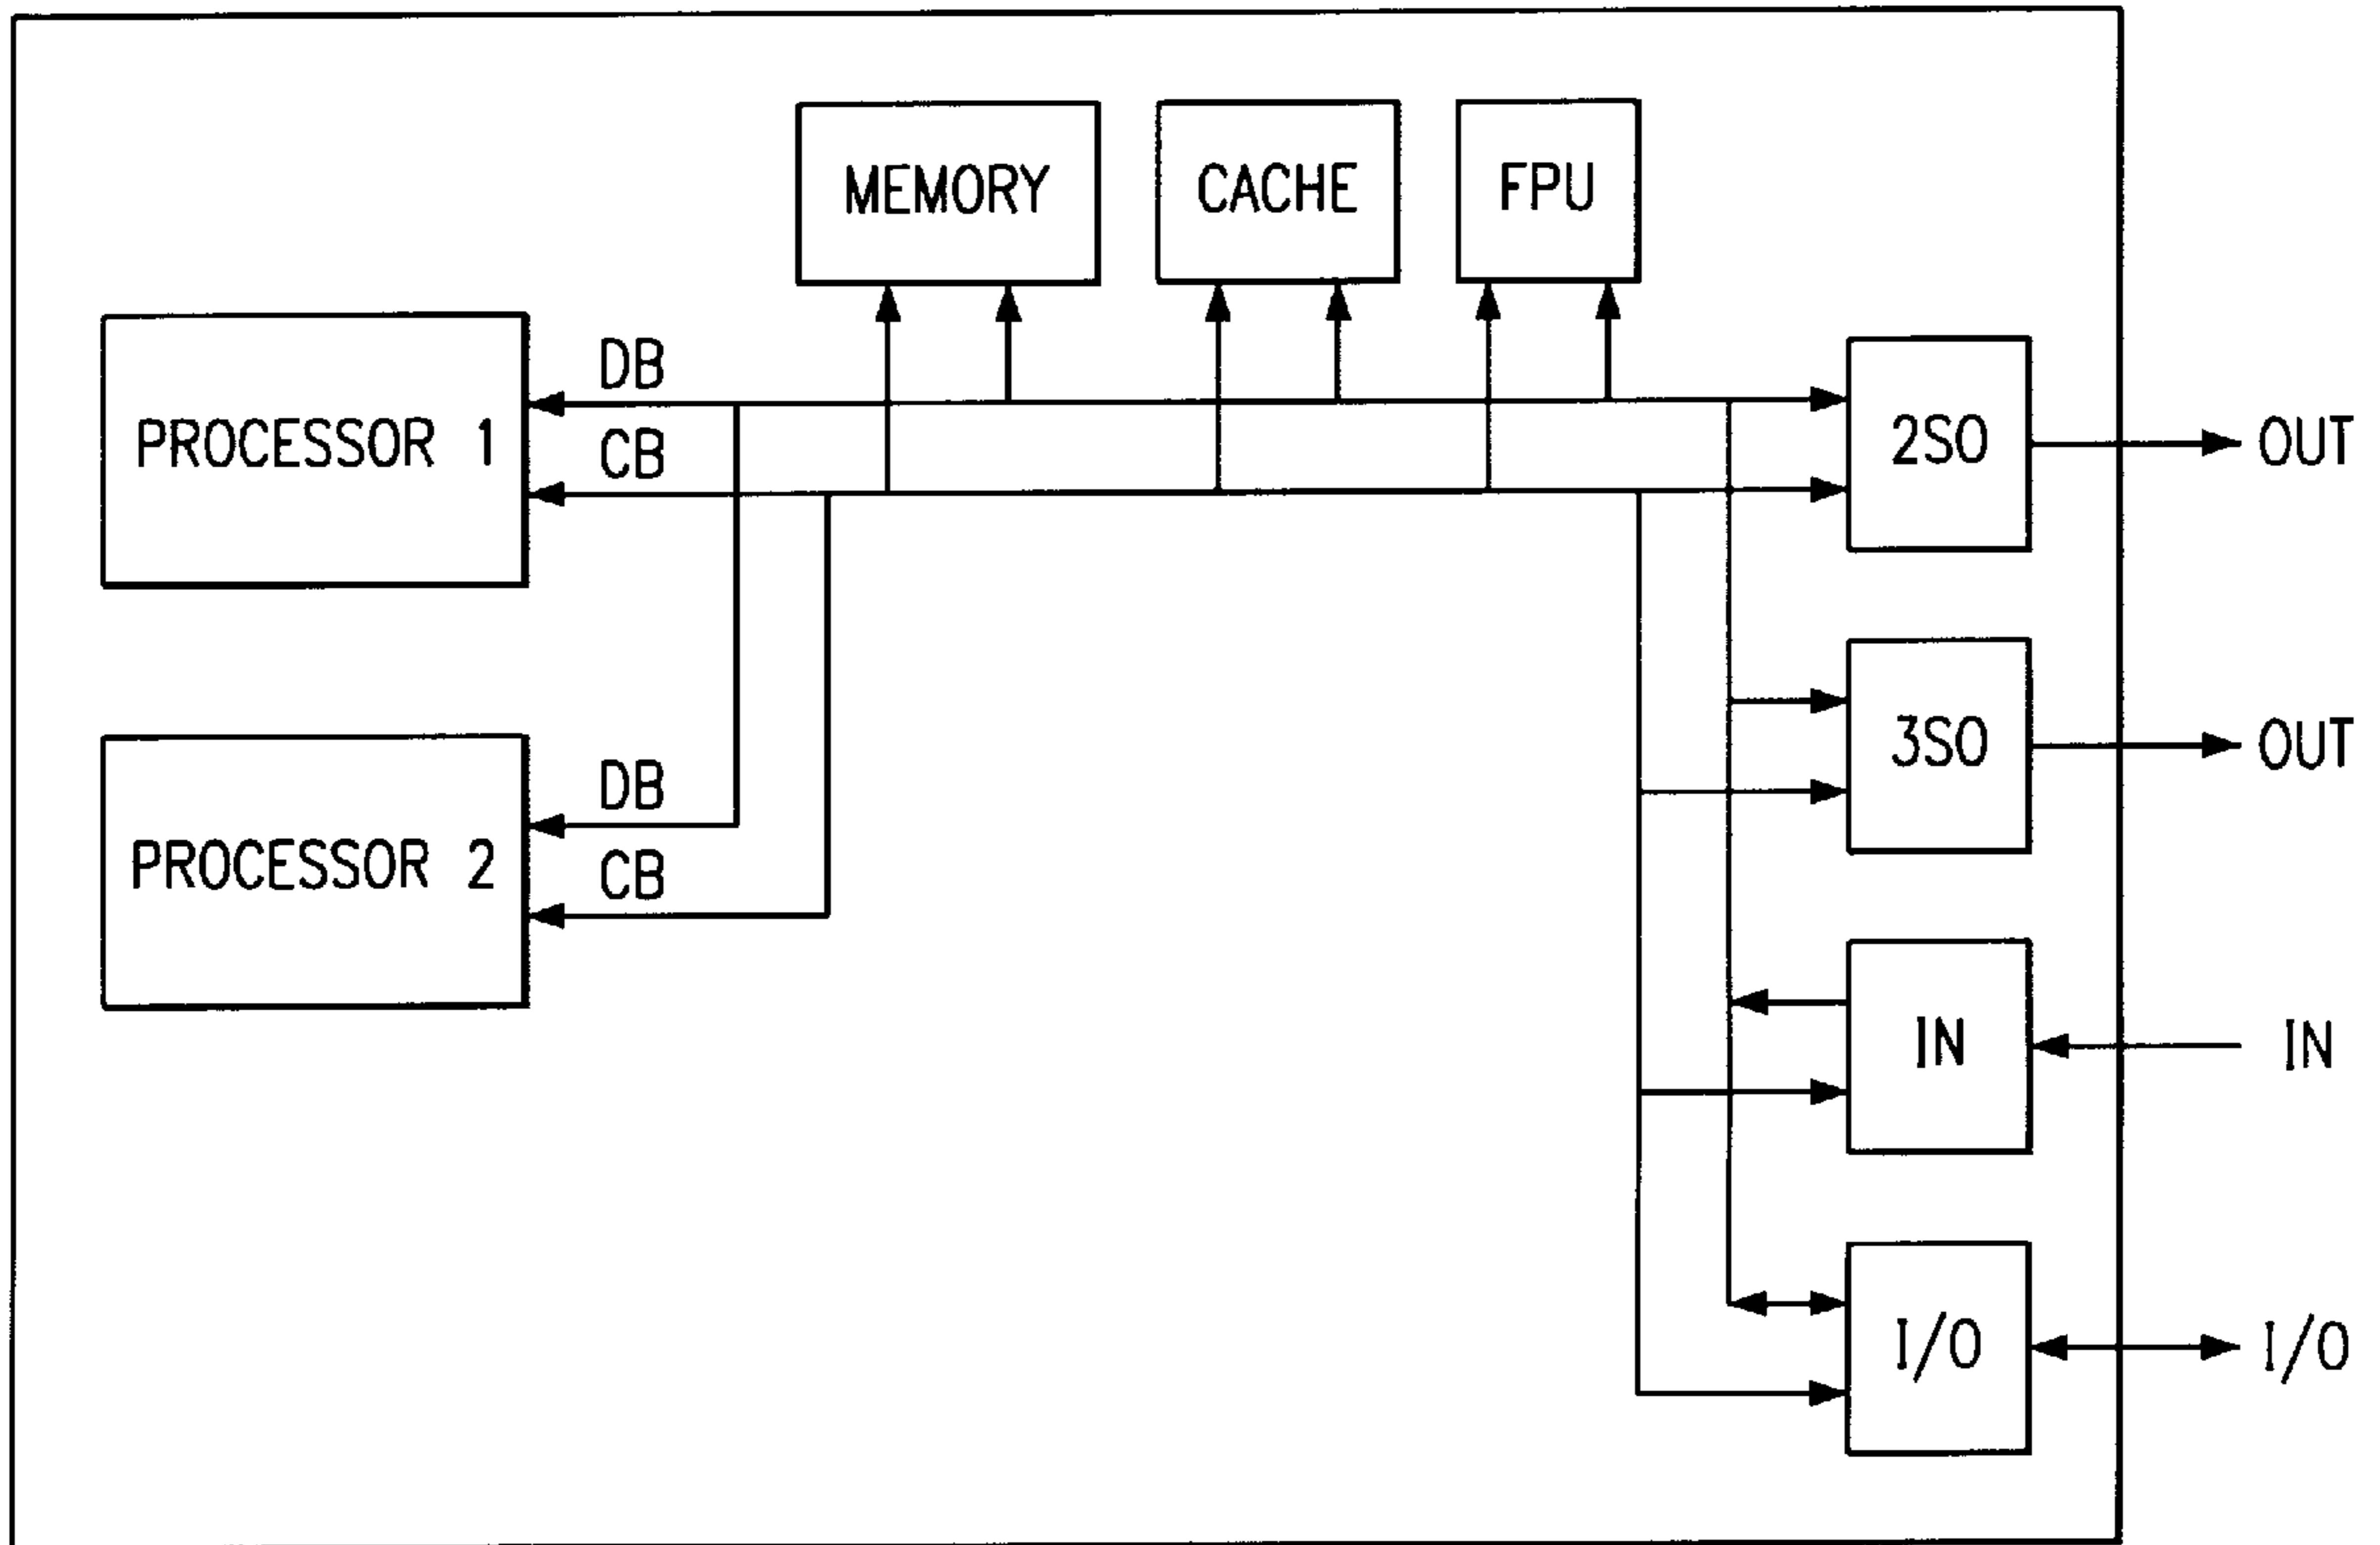 MEMORY
CACHE
FPU
PROCESSOR 1
DB
CB
2SO
OUT
3SO
OUT
PROCESSOR 2
DB
CB
IN
IN
I/O
I/O